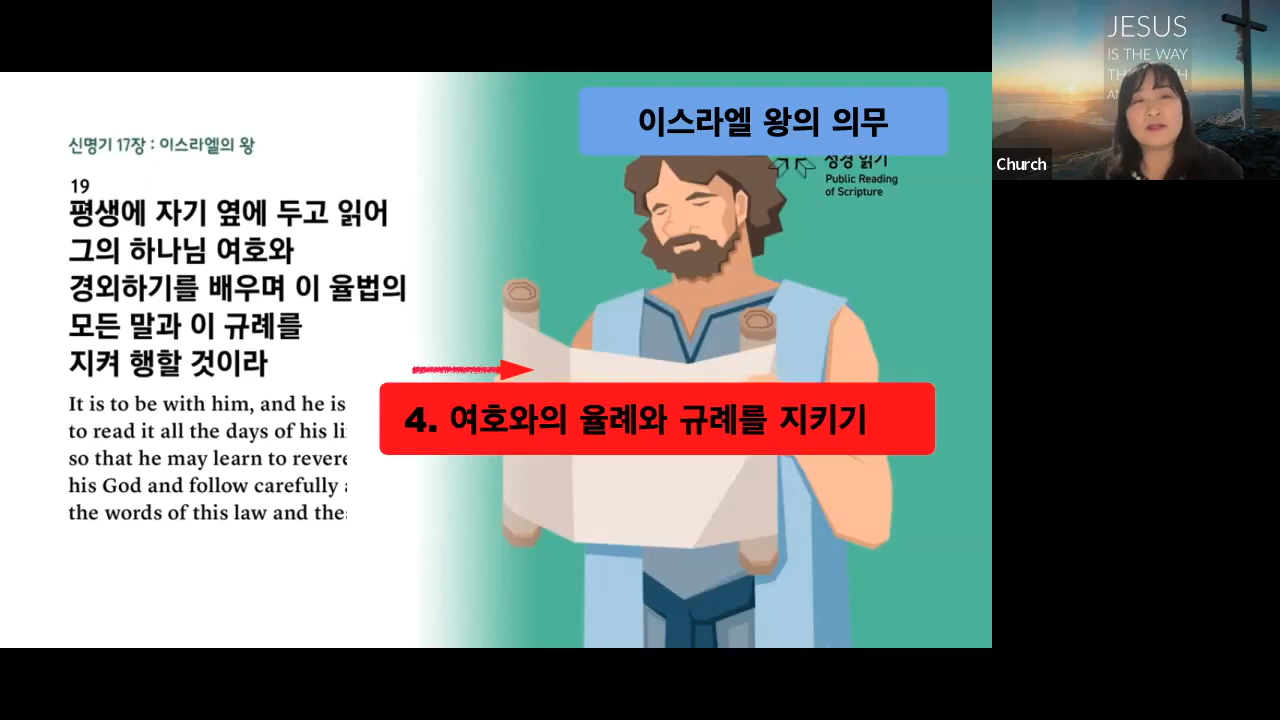 신명기 17장 : 이스라엘의 왕
19
평생에 자기 옆에 두고 읽어
그의 하나님 여호와
경외하기를 배우며 이 율법의
모든 말과 이 규례를
지켜 행할 것이라
It is to be with him, and he is
to read it all the days of his
so that he may learn to revere
his God and follow carefully
the words of this law and
이스라엘 왕의 의무
성경 읽기
Public Reading
of Scripture
4. 여호와의 율례와 규례를 지키기
JESUS
IS THE WAY
Church